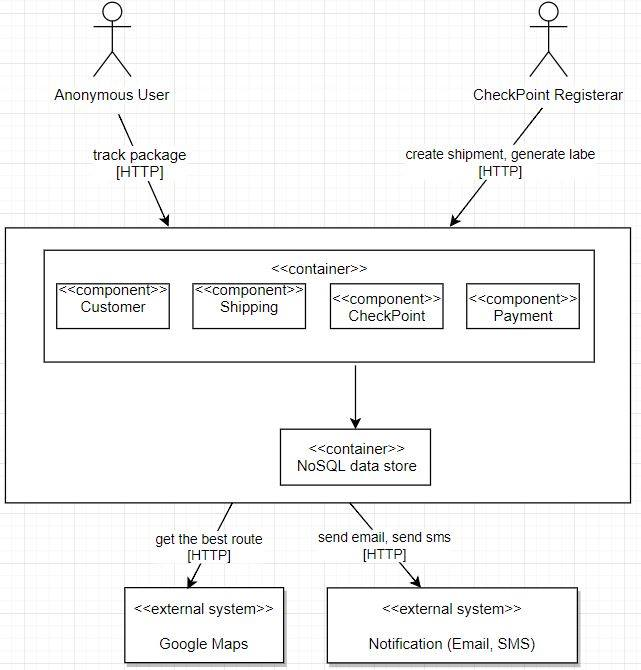 Anonymous User
CheckPoint Registerar
track package
[HTTP]
create shipment, generate labe
[HTTP]
<<container>>
<<component>>
Customer
<<component>>
Shipping
<<component>>
CheckPoint
<<component>>
Payment
<<container>>
NoSQL data store
get the best route
[HTTP]
send email, send sms
[HTTP]
<<external system>>
Google Maps
<<external system>>
Notification (Email, SMS)